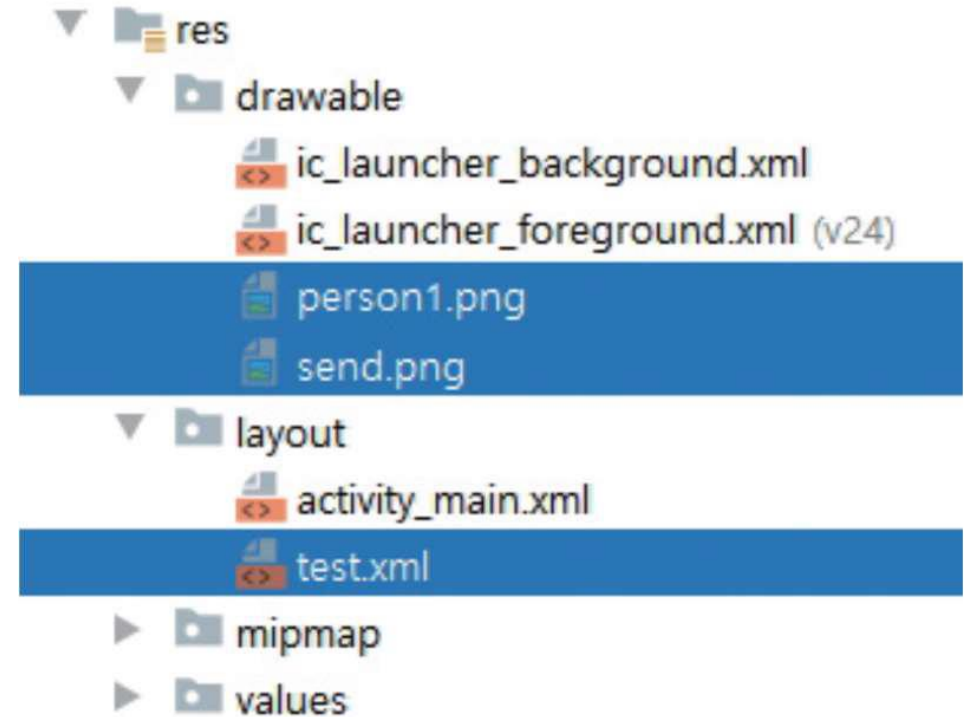 res
drawable
ic_launcher_background.xml
ic_launcher_foreground.xml (v24)
person1.png
send.png
layout
activity_main.xml
test.xml
mipmap
values